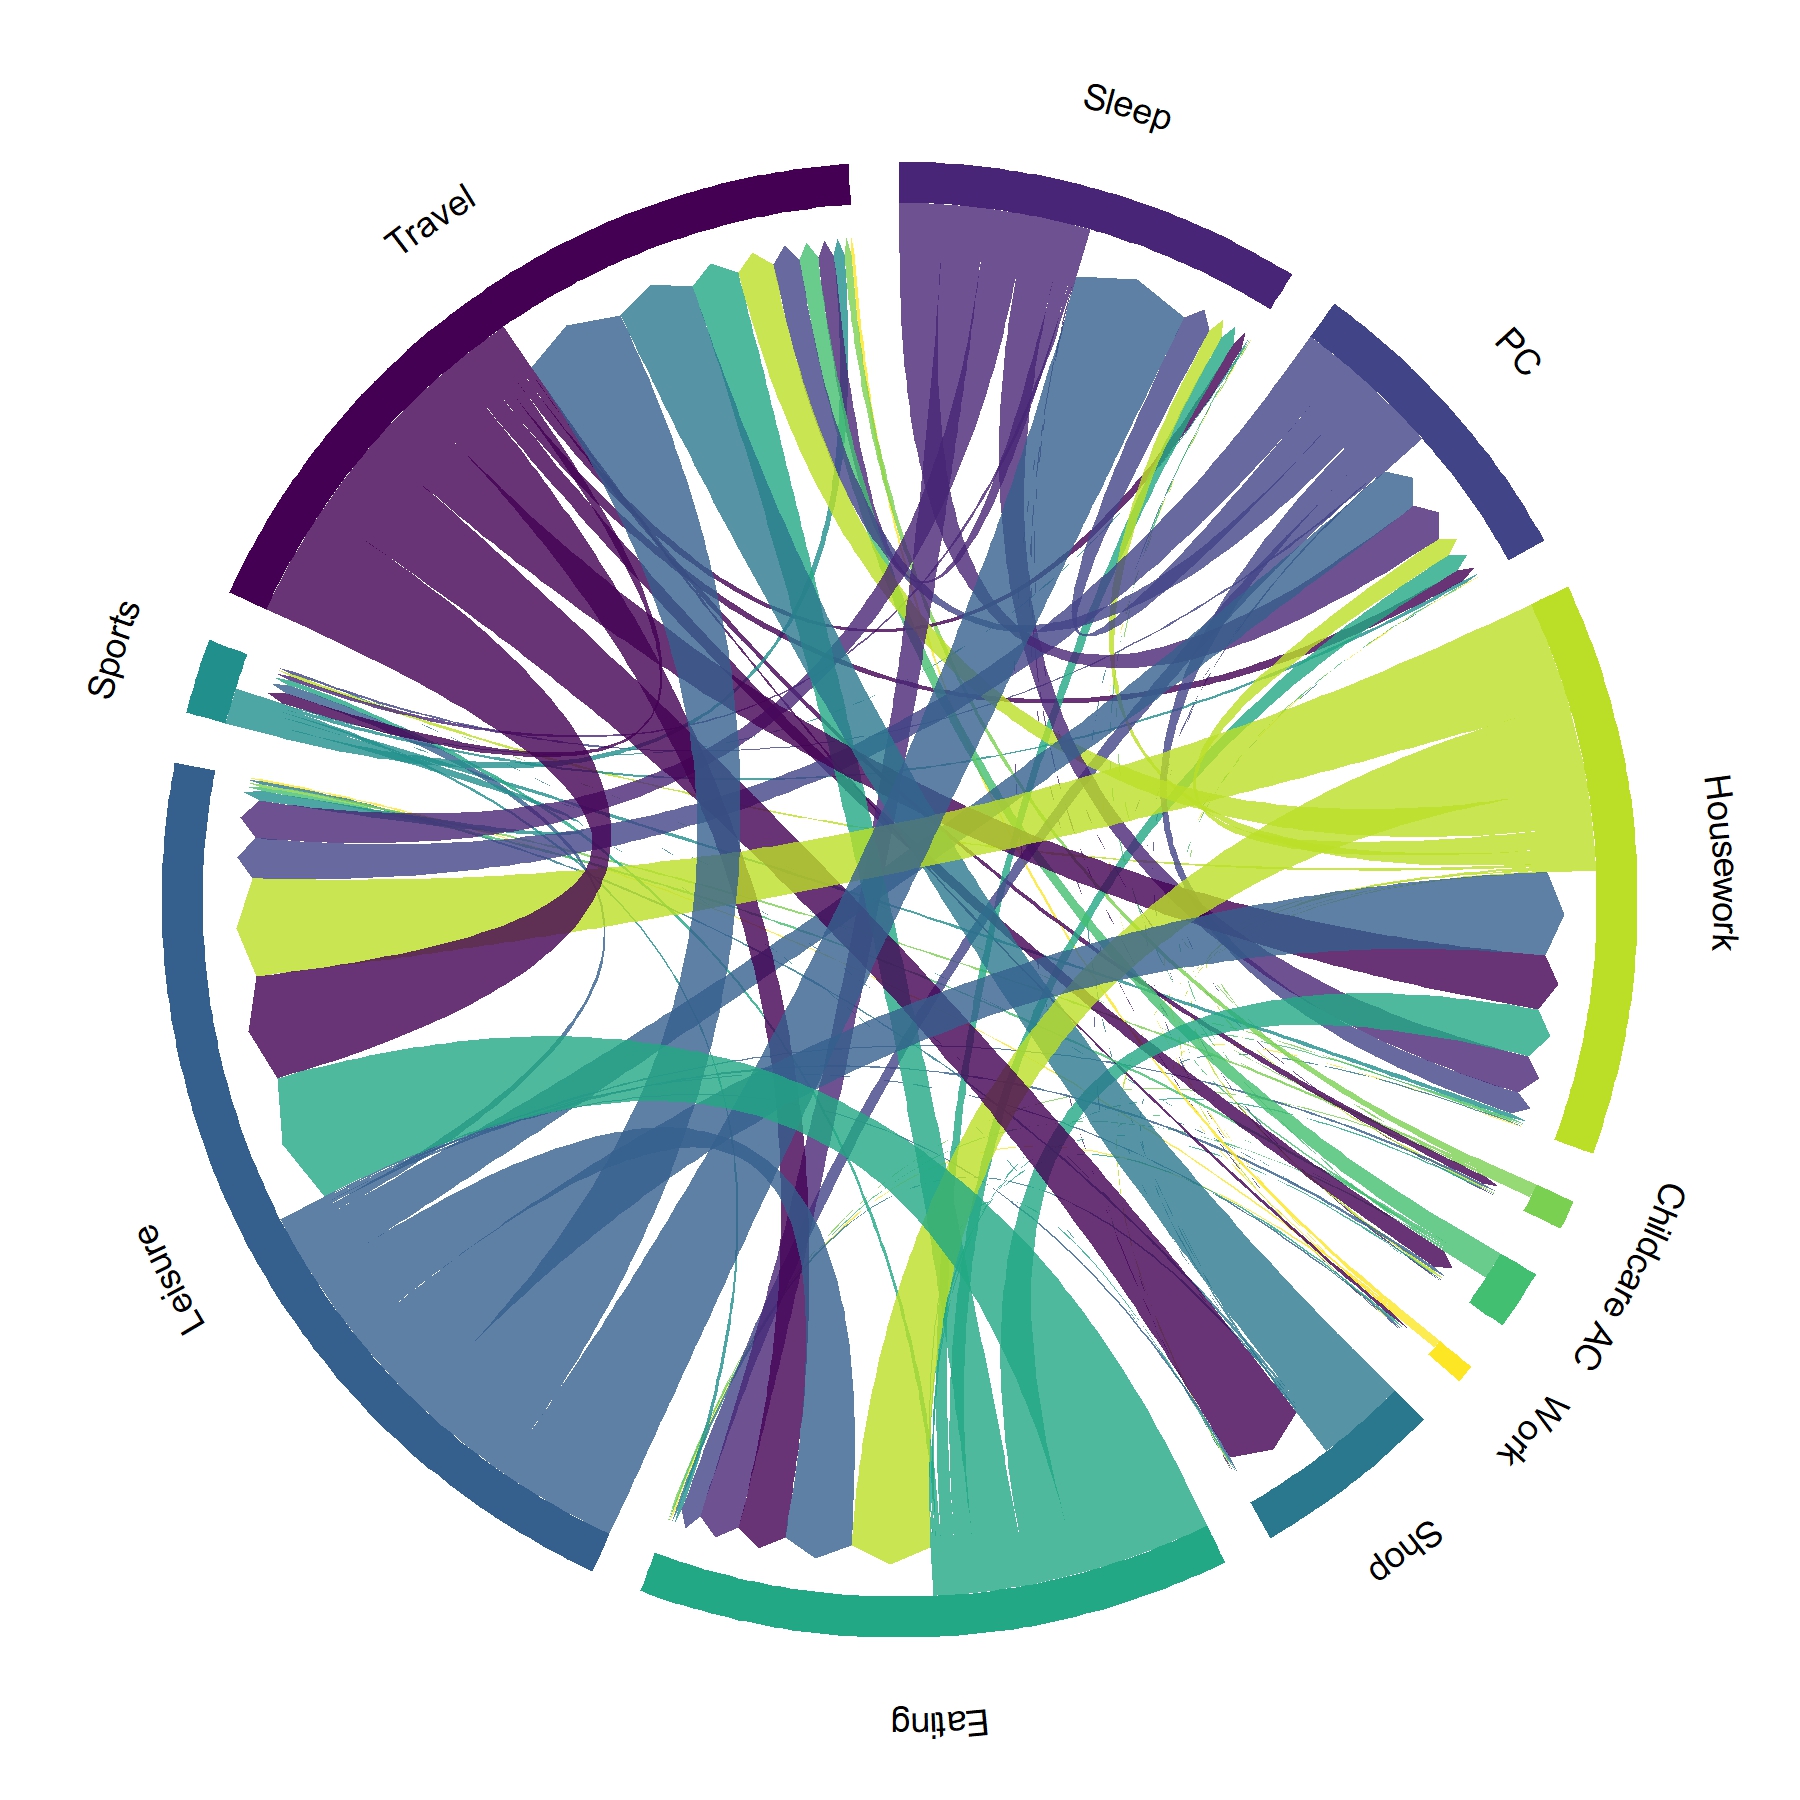 Sleep
PC
Housework
Childcare
AC
Work
Shop
Eating
Leisure
Sports
Travel